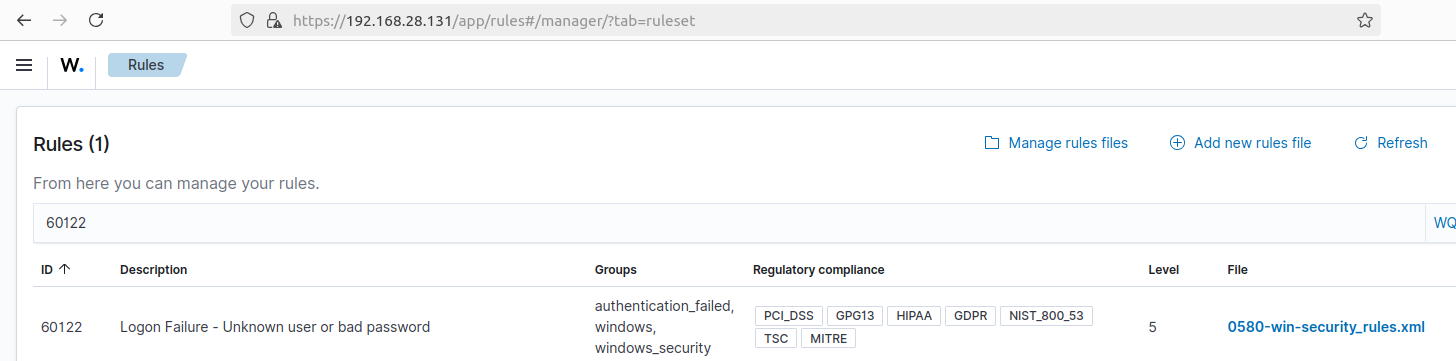 https://192.168.28.131/app/rules#/manager/?tab=ruleset
W. Rules
Rules (1) Manage rules files Add new rules file Refresh
From here you can manage your rules.
60122 WQ
ID Description Groups Regulatory compliance Level File
60122 Logon Failure - Unknown user or bad password authentication_failed, windows, windows_security PCI_DSS GPG13 HIPAA GDPR NIST_800_53 TSC MITRE 5 0580-win-security_rules.xml